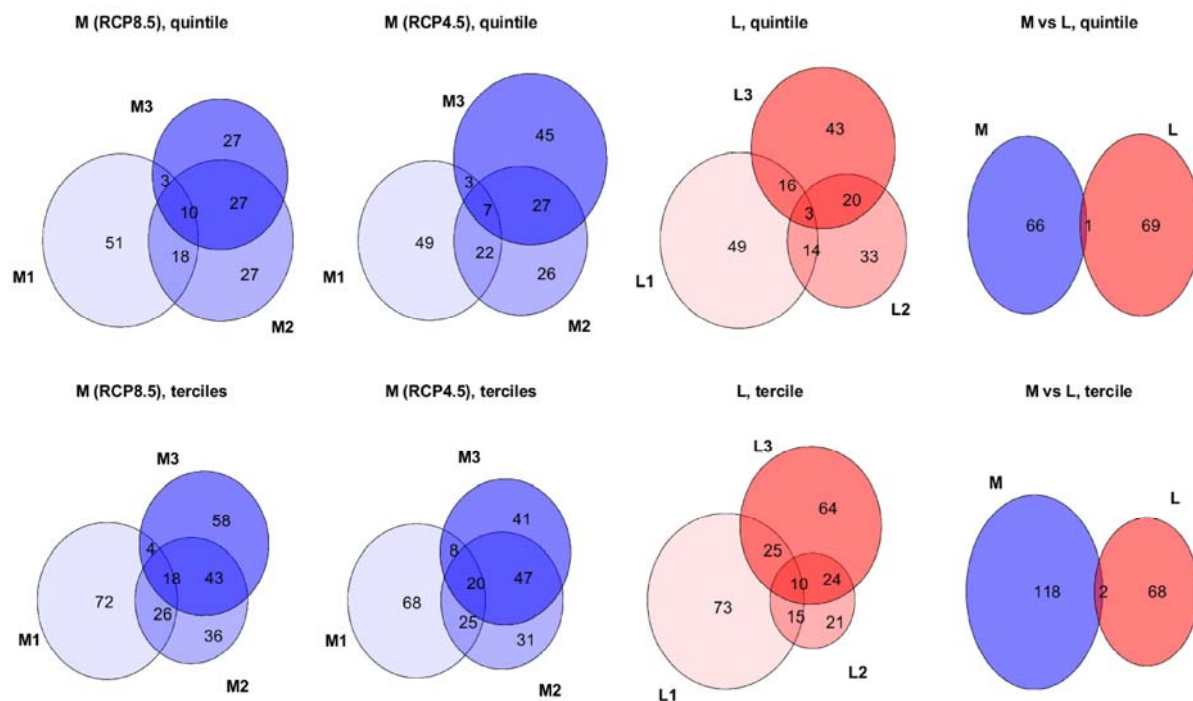 M (RCP8.5), quintile
M3
27
3
10
27
51
18
27
M1
M2
M (RCP4.5), quintile
M3
45
3
7
27
49
22
26
M1
M2
L, quintile
L3
43
16
3
20
49
14
33
L1
L2
M vs L, quintile
M
L
66
1
69
M (RCP8.5), terciles
M3
58
4
18
43
72
26
36
M1
M2
M (RCP4.5), terciles
M3
41
8
20
47
68
25
31
M1
M2
L, tercile
L3
64
25
10
24
73
15
21
L1
L2
M vs L, tercile
M
L
118
2
68